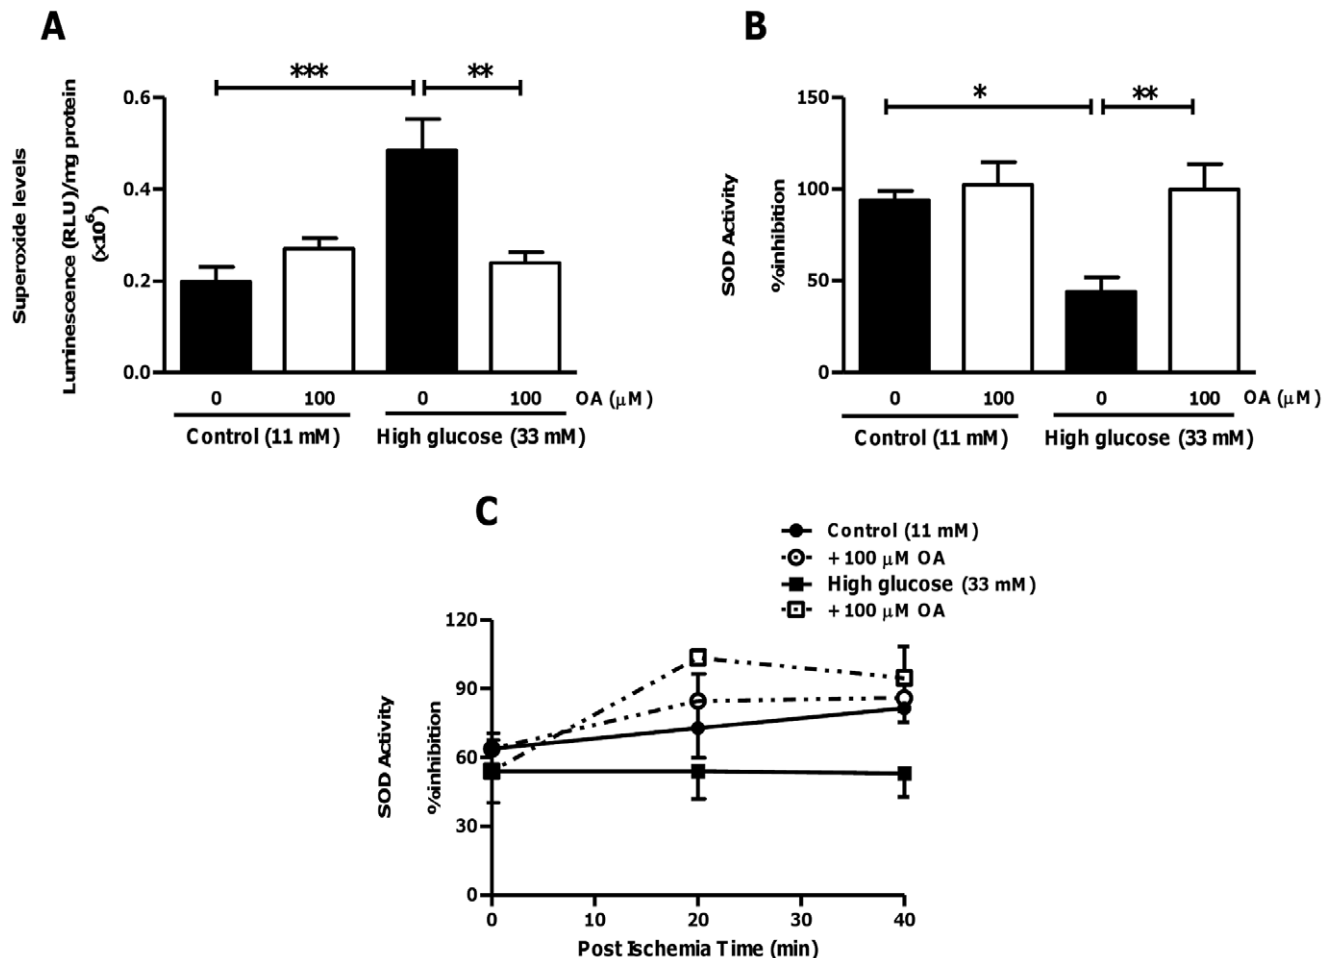 A
***
**
Superoxide levels
Luminescence (RLU)/mg protein
(x10⁶)
0.6
0.4
0.2
0.0
0 100 0 100 OA (μM)
Control (11 mM) High glucose (33 mM)
B
*
**
SOD Activity
%inhibition
150
100
50
0
0 100 0 100 OA (μM)
Control (11 mM) High glucose (33 mM)
C
Control (11 mM)
+100 μM OA
High glucose (33 mM)
+100 μM OA
SOD Activity
%inhibition
120
90
60
30
0
0 10 20 30 40
Post Ischemia Time (min)